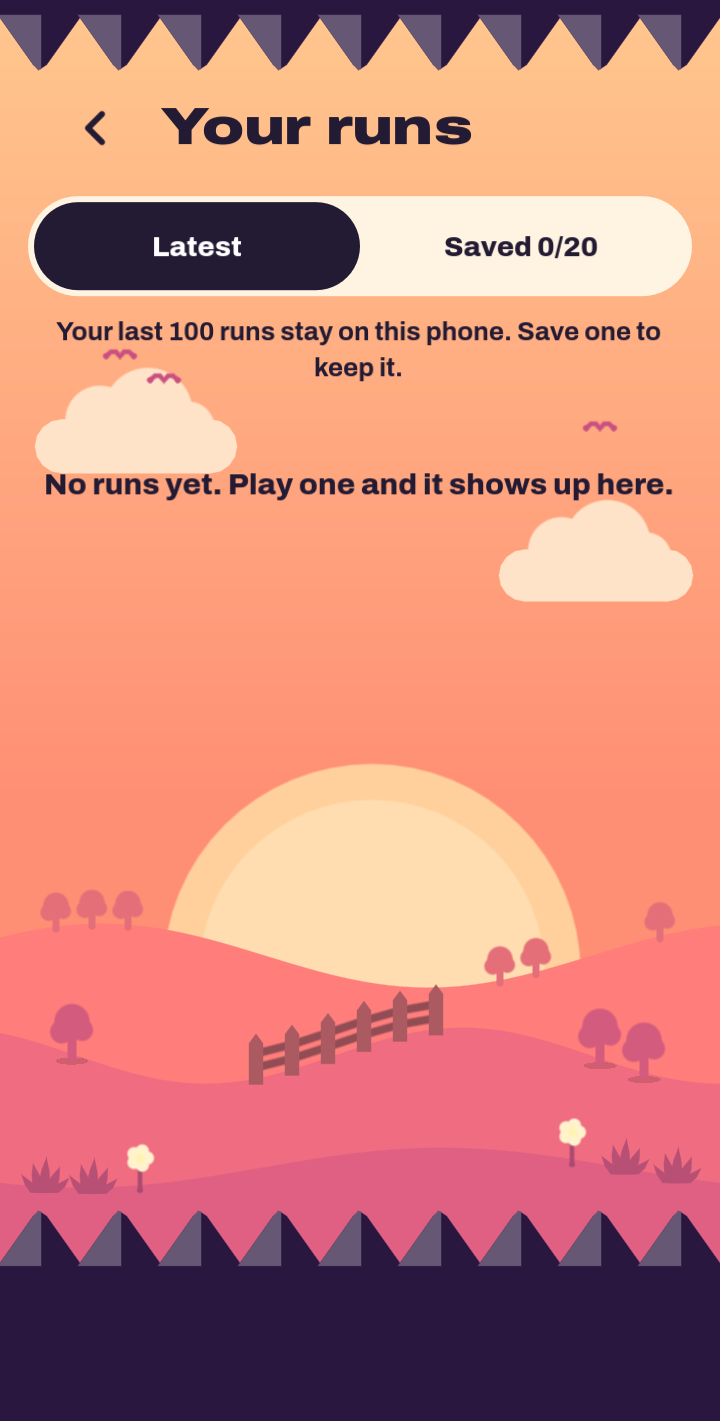 Your runs
Latest
Saved 0/20
Your last 100 runs stay on this phone. Save one to
keep it.
No runs yet. Play one and it shows up here.